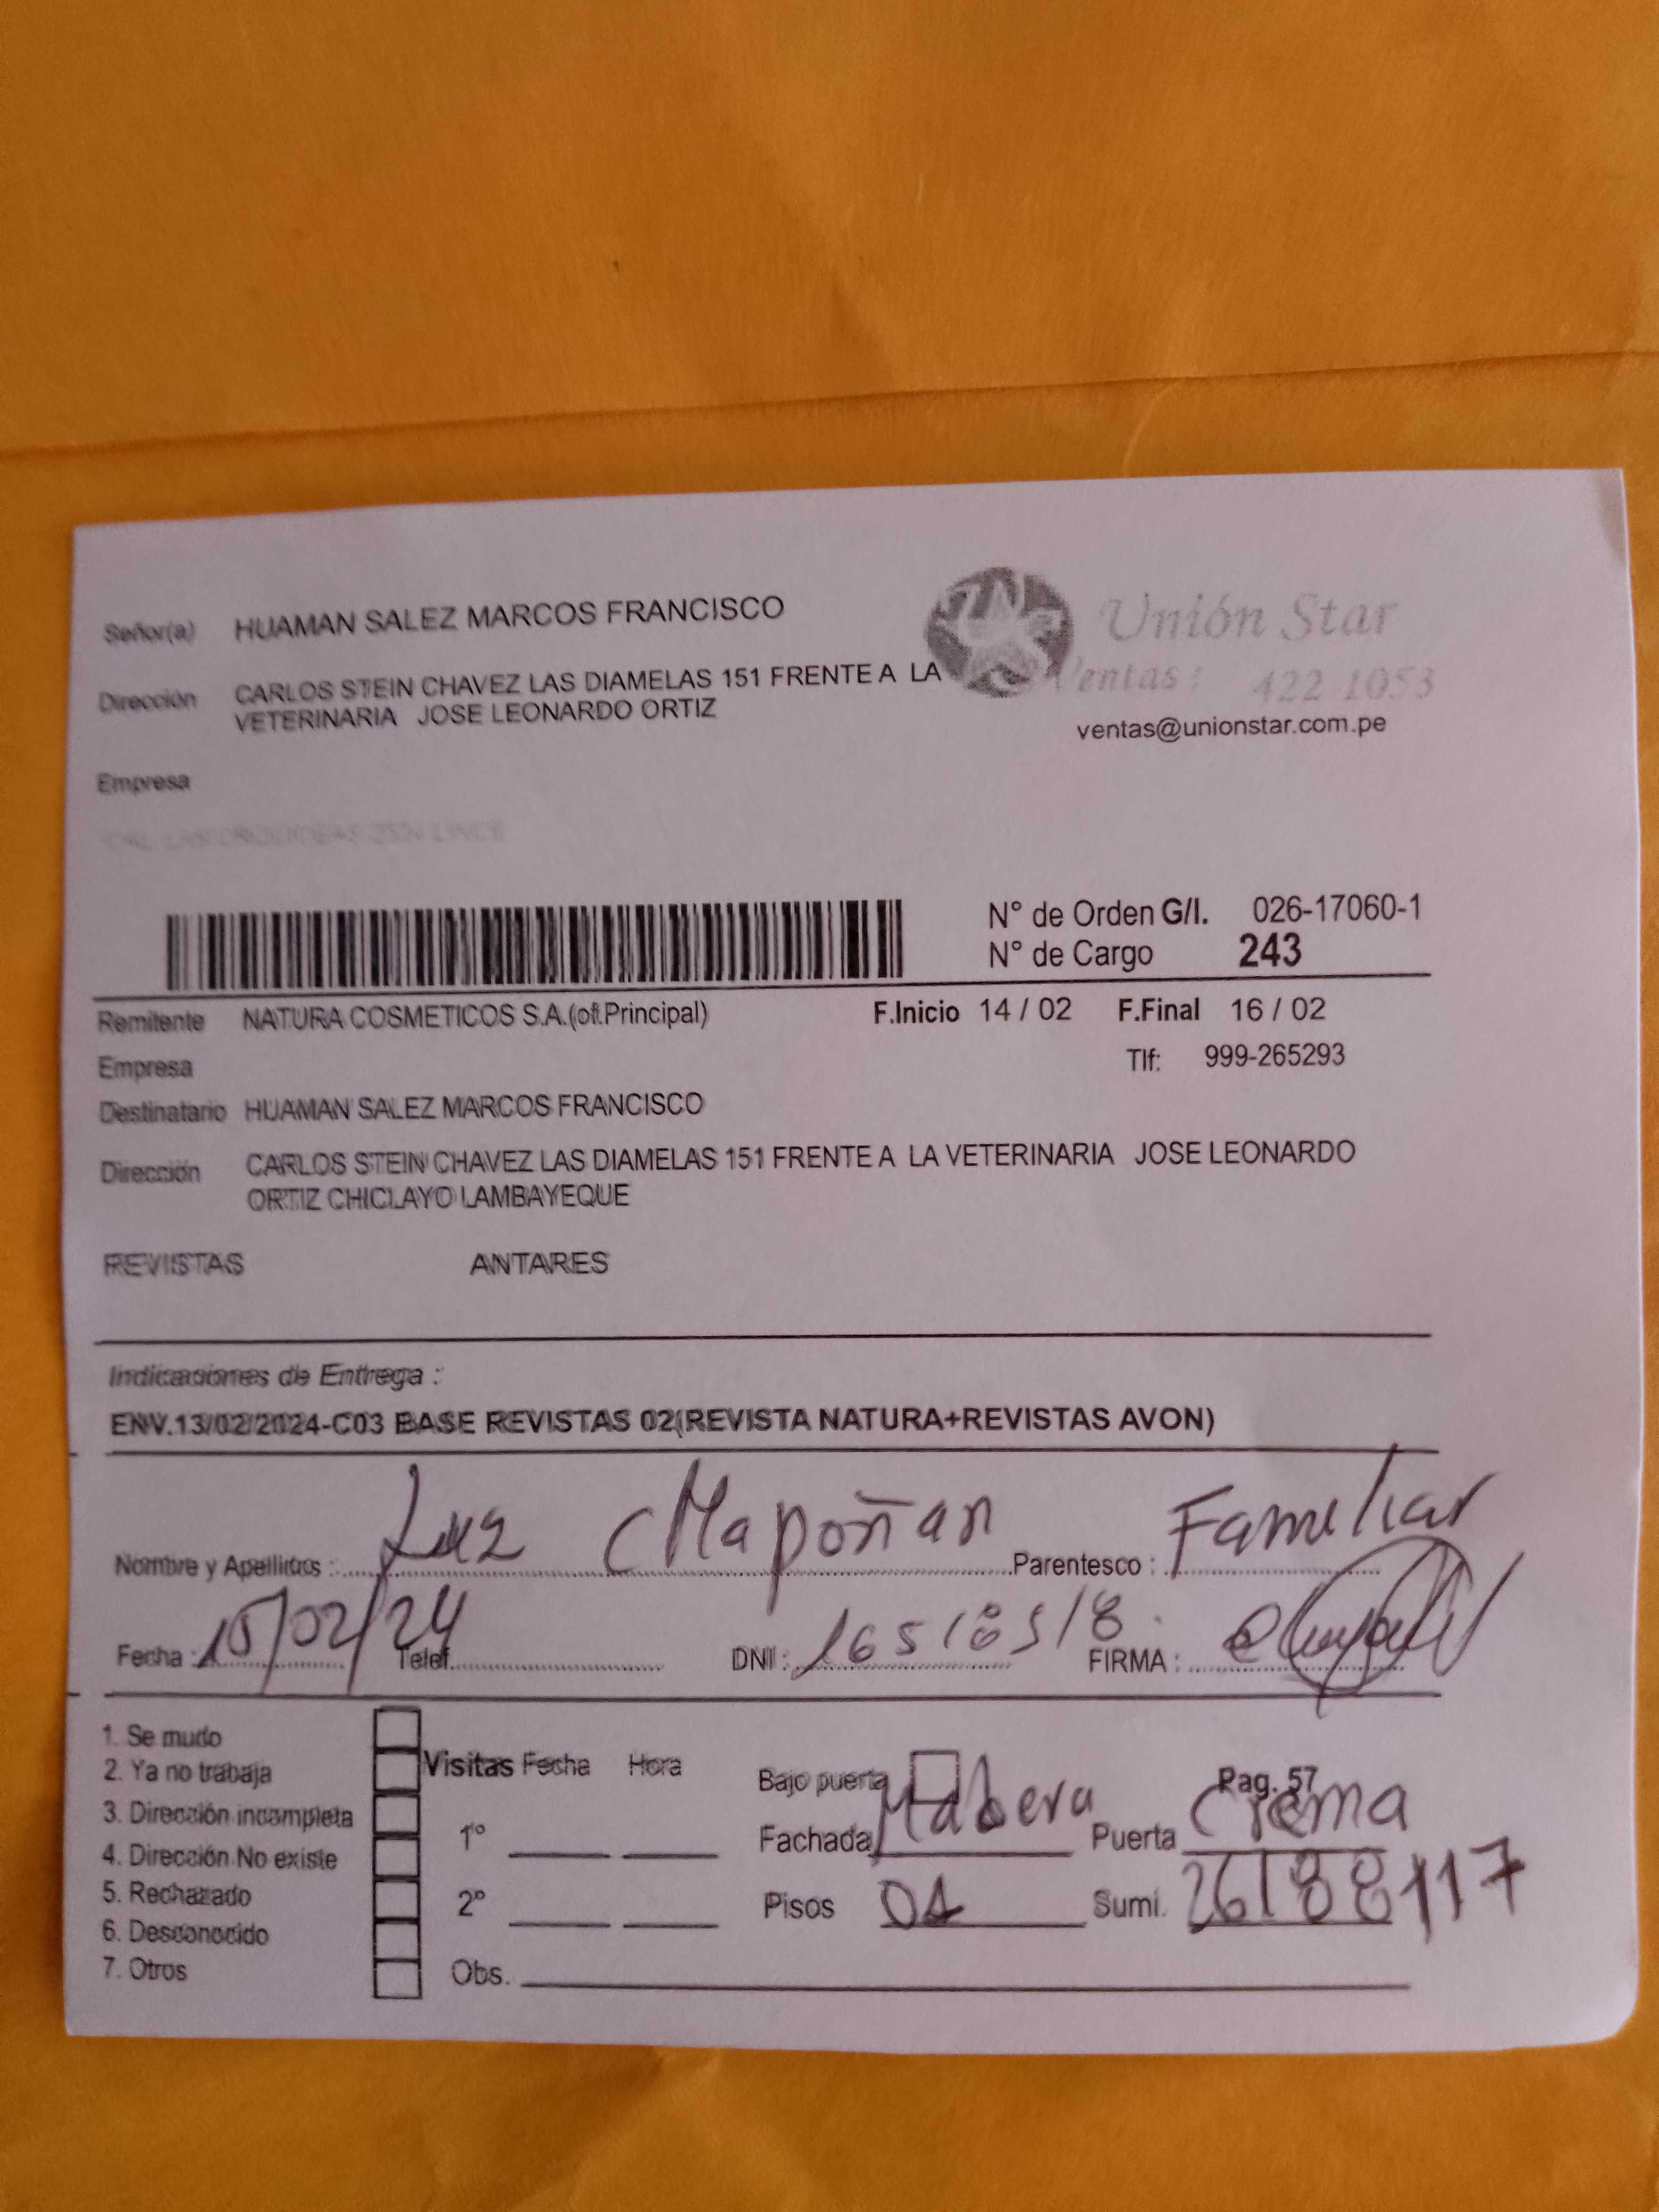 Señor(a) HUAMAN SALEZ MARCOS FRANCISCO
Unión Star
Dirección CARLOS STEIN CHAVEZ LAS DIAMELAS 151 FRENTE A LA
VETERINARIA JOSE LEONARDO ORTIZ
Ventas: 422 1053
ventas@unionstar.com.pe
Empresa
N° de Orden G/I. 026-17060-1
N° de Cargo 243
Remitente NATURA COSMETICOS S.A.(of.Principal) F.Inicio 14 / 02 F.Final 16 / 02
Empresa Tlf: 999-265293
Destinatario HUAMAN SALEZ MARCOS FRANCISCO
Dirección CARLOS STEIN CHAVEZ LAS DIAMELAS 151 FRENTE A LA VETERINARIA JOSE LEONARDO
ORTIZ CHICLAYO LAMBAYEQUE
REVISTAS ANTARES
Indicaciones de Entrega :
ENV.13/02/2024-C03 BASE REVISTAS 02(REVISTA NATURA+REVISTAS AVON)
Nombre y Apellidos : Luz Mapoñan Parentesco : Familiar
Fecha : 15/02/24 Telef. DNI : FIRMA :
1. Se mudo
2. Ya no trabaja
3. Dirección incompleta
4. Dirección No existe
5. Rechazado
6. Desconocido
7. Otros
Visitas Fecha Hora
1°
2°
Obs.
Bajo puerta Pag. 57
Fachada Madera Puerta Crema
Pisos 01 Sumi. 26188117